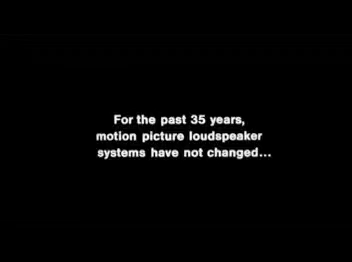 For the past 35 years,
motion picture loudspeaker
systems have not changed...